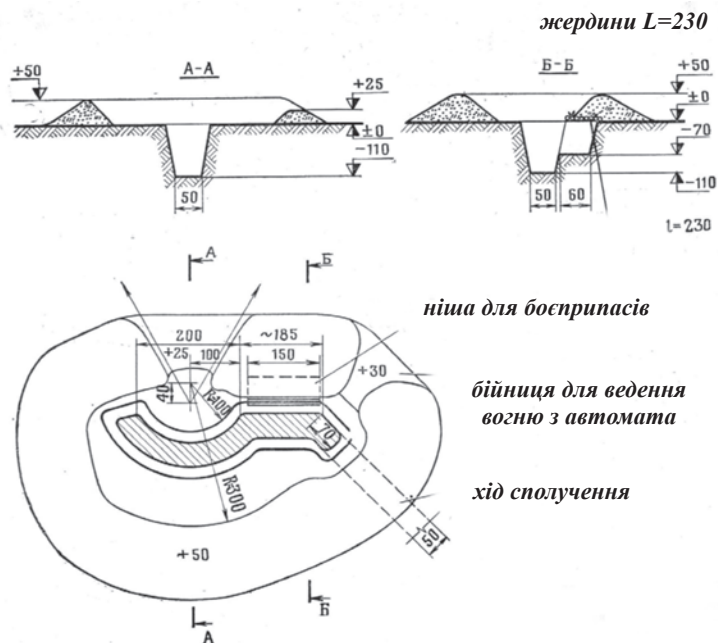 жердини L=230
А-А
+50
+25
±0
-110
50
Б-Б
+50
±0
-70
-110
50
60
l=230
А
Б
ніша для боєприпасів
200
~185
+25
100
150
+30
40
R100
бійниця для ведення
вогню з автомата
70
R300
хід сполучення
50
+50
Б
А